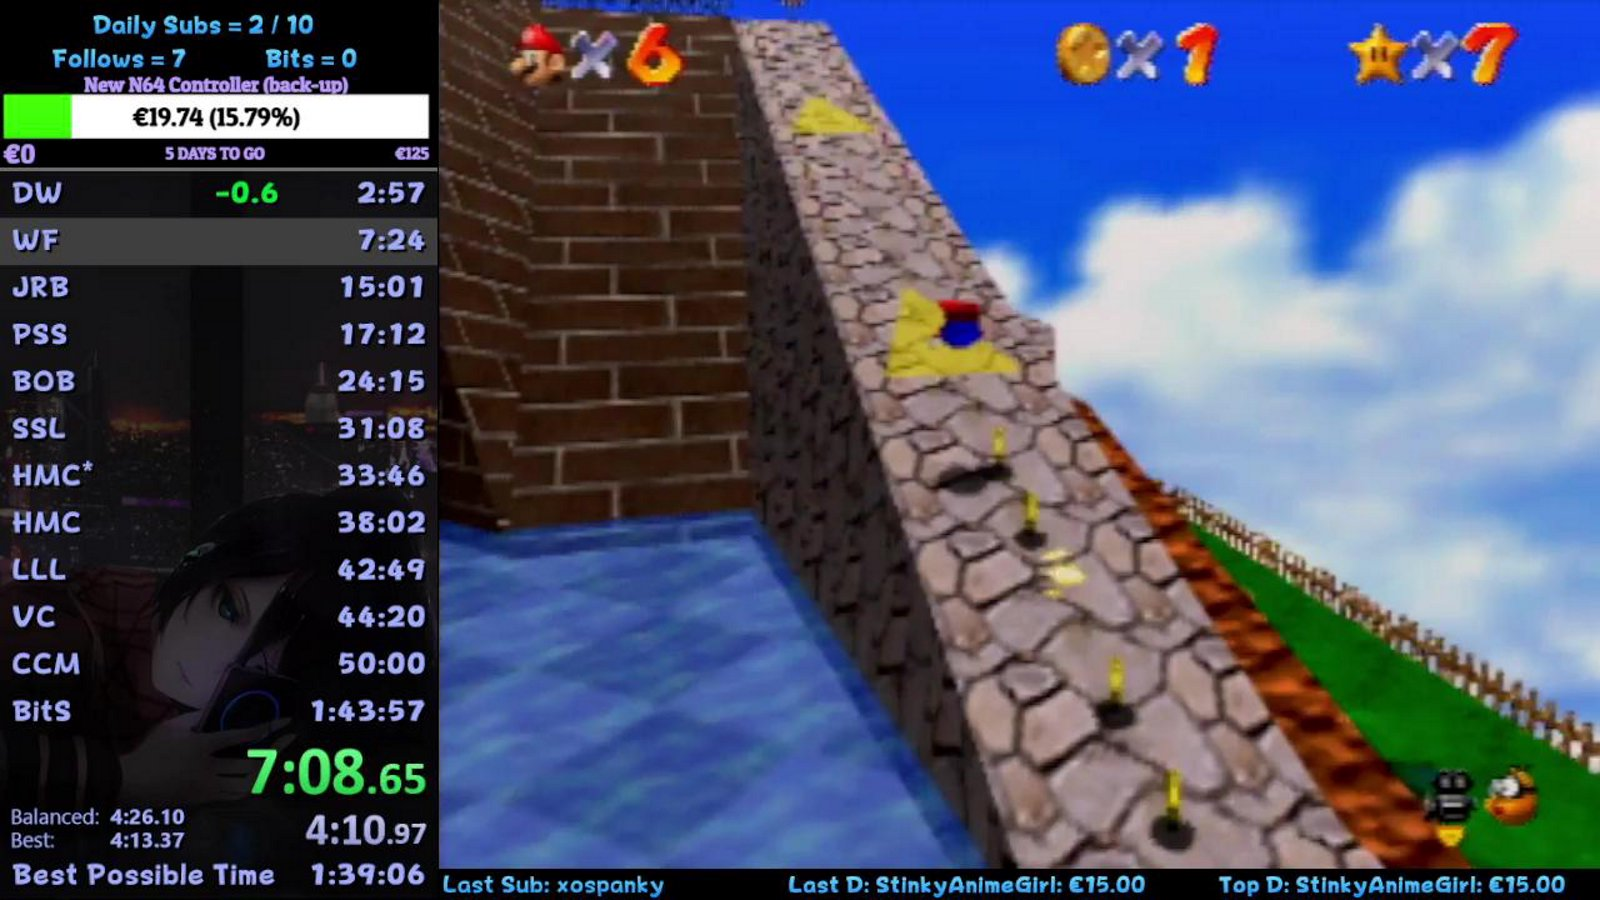 Daily Subs = 2 / 10
Follows = 7 Bits = 0
New N64 Controller (back-up)
€19.74 (15.79%)
€0 5 DAYS TO GO €125
DW -0.6 2:57
WF 7:24
JRB 15:01
PSS 17:12
BOB 24:15
SSL 31:08
HMC* 33:46
HMC 38:02
LLL 42:49
VC 44:20
CCM 50:00
BitS 1:43:57
7:08.65
Balanced: 4:26.10
Best: 4:13.37
4:10.97
Best Possible Time 1:39:06
x 6
x 1
x 7
Last Sub: xospanky Last D: StinkyAnimeGirl: €15.00 Top D: StinkyAnimeGirl: €15.00